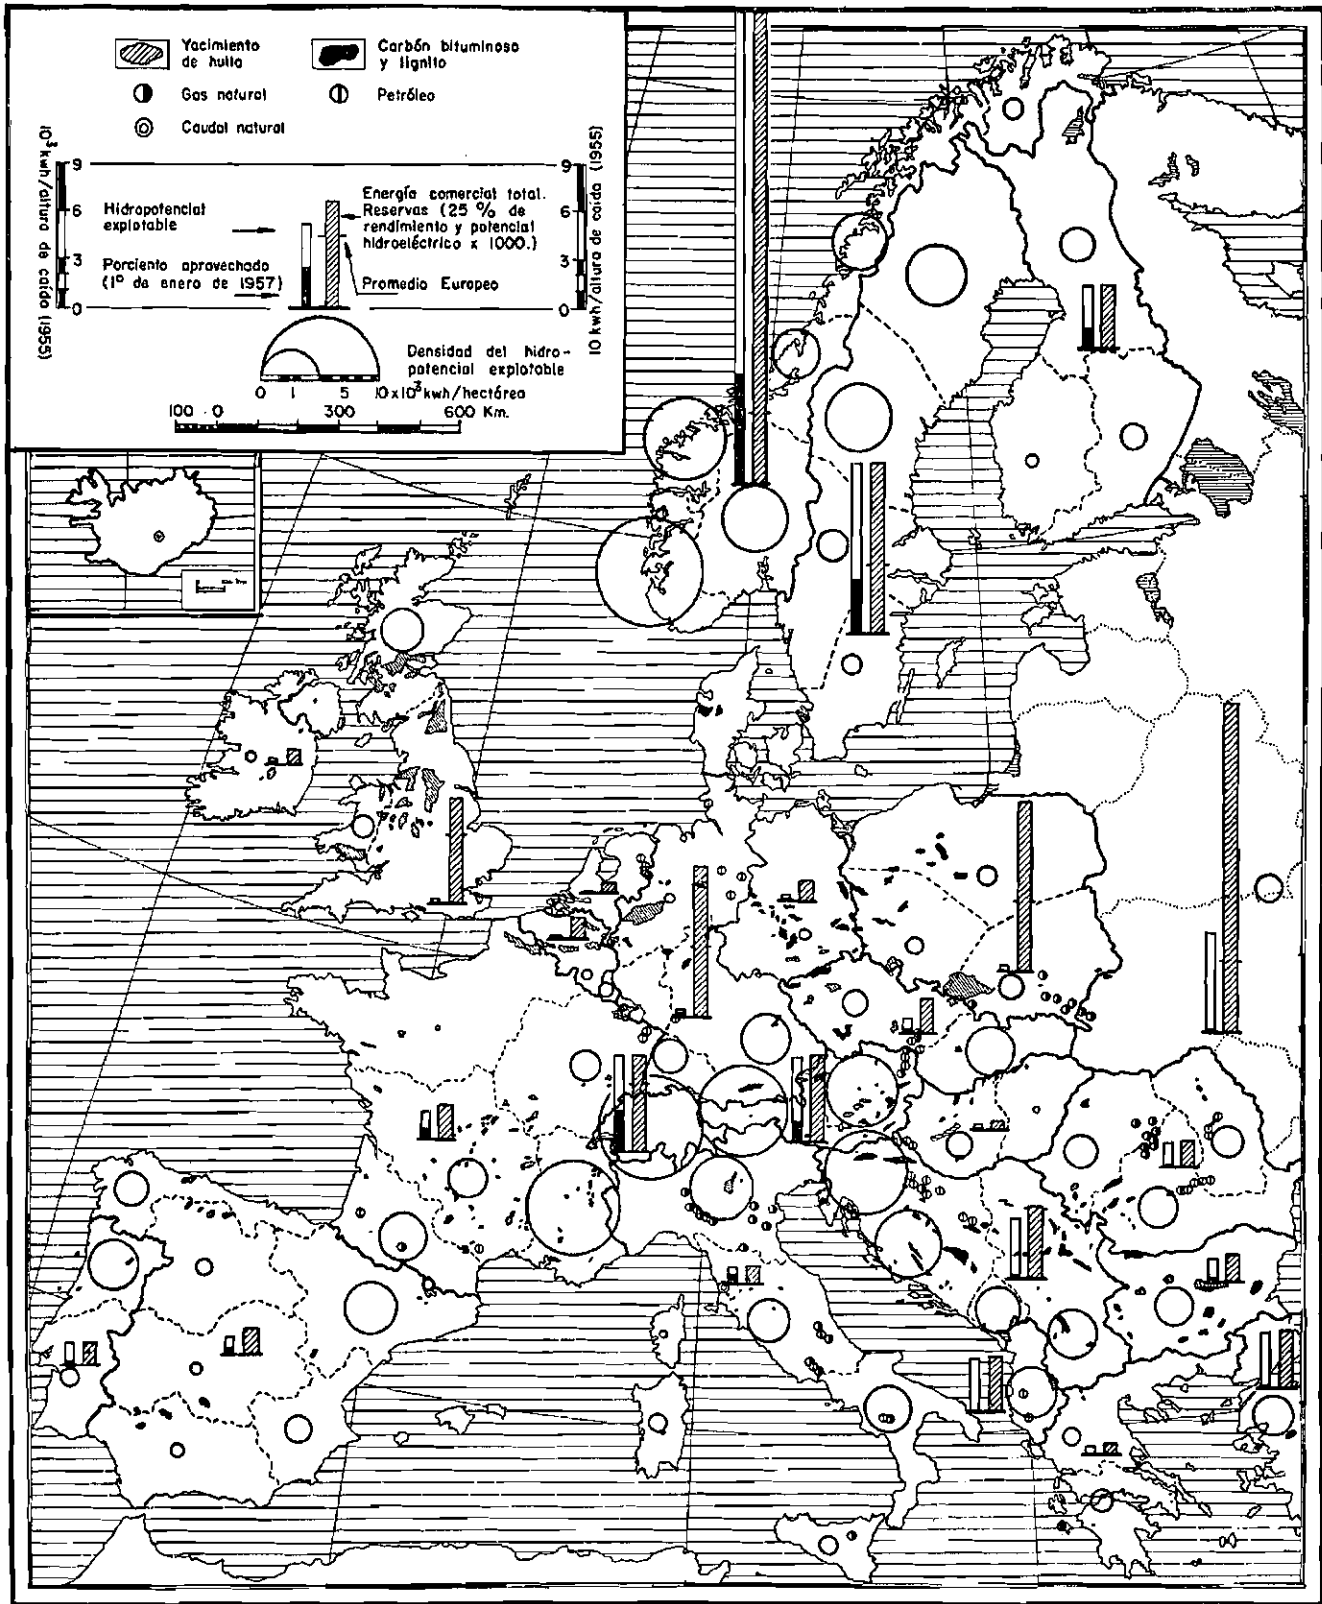 Yacimiento
de hulla
Carbón bituminoso
y lignito
Gas natural
Petróleo
Caudal natural
10³ kwh/altura de caída (1955)
9
6
3
0
Hidropotencial
explotable
Porciento aprovechado
(1º de enero de 1957)
Energía comercial total.
Reservas (25 % de
rendimiento y potencial
hidroeléctrico x 1000.)
Promedio Europeo
9
6
3
0
10 kwh/altura de caída (1955)
Densidad del hidro-
potencial explotable
0 1 5 10x10³ kwh/hectárea
100 0 300 600 Km.